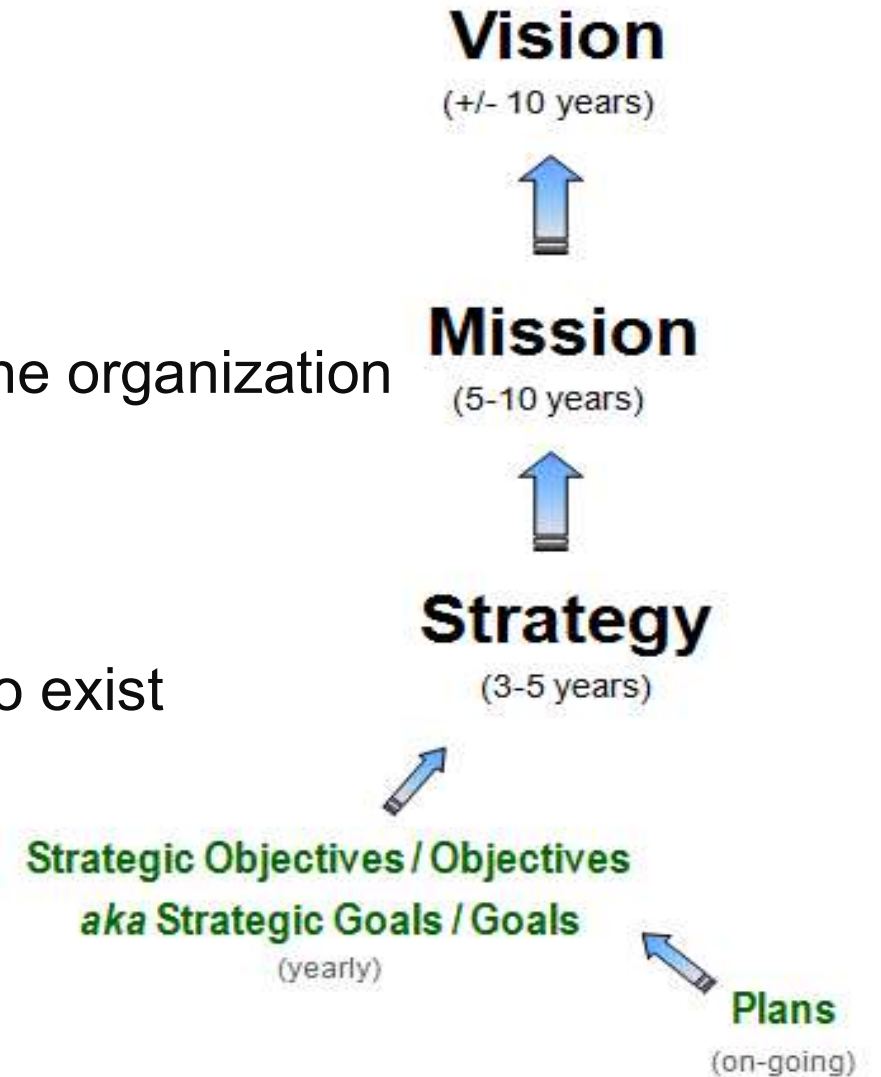 Vision
(+/- 10 years)
Mission
ne organization
(5-10 years)
Strategy
o exist
(3-5 years)
Strategic Objectives / Objectives
aka Strategic Goals / Goals
(yearly)
Plans
(on-going)